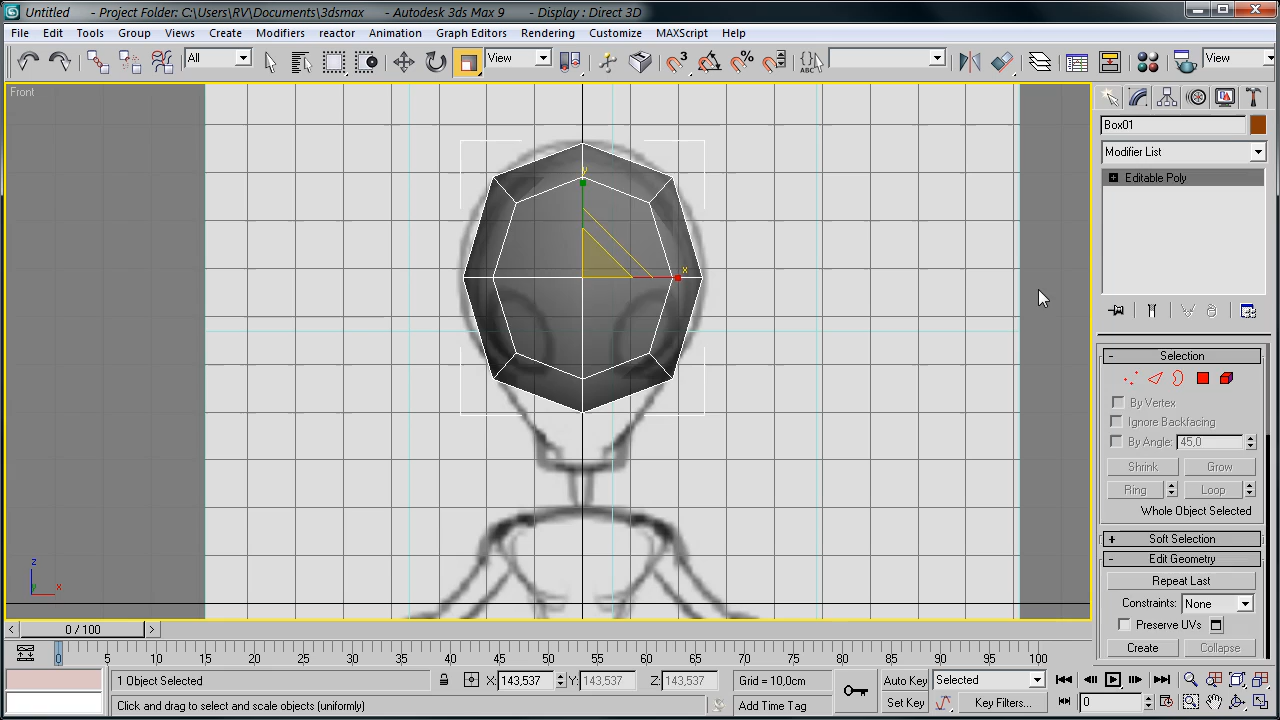 Untitled - Project Folder: C:\Users\RV\Documents\3dsmax - Autodesk 3ds Max 9 - Display : Direct 3D
File Edit Tools Group Views Create Modifiers reactor Animation Graph Editors Rendering Customize MAXScript Help
All View 3 % ABC View
Front
Box01
Modifier List
Editable Poly
y
x
Selection
By Vertex
Ignore Backfacing
By Angle: 45,0
Shrink Grow
Ring Loop
Whole Object Selected
Soft Selection
Edit Geometry
Repeat Last
Constraints: None
Preserve UVs
Create Collapse
z
y x
0 / 100
0 5 10 15 20 25 30 35 40 45 50 55 60 65 70 75 80 85 90 95 100
1 Object Selected X: 143,537 Y: 143,537 Z: 143,537 Grid = 10,0cm Auto Key Selected
Click and drag to select and scale objects (uniformly) Add Time Tag Set Key Key Filters... 0